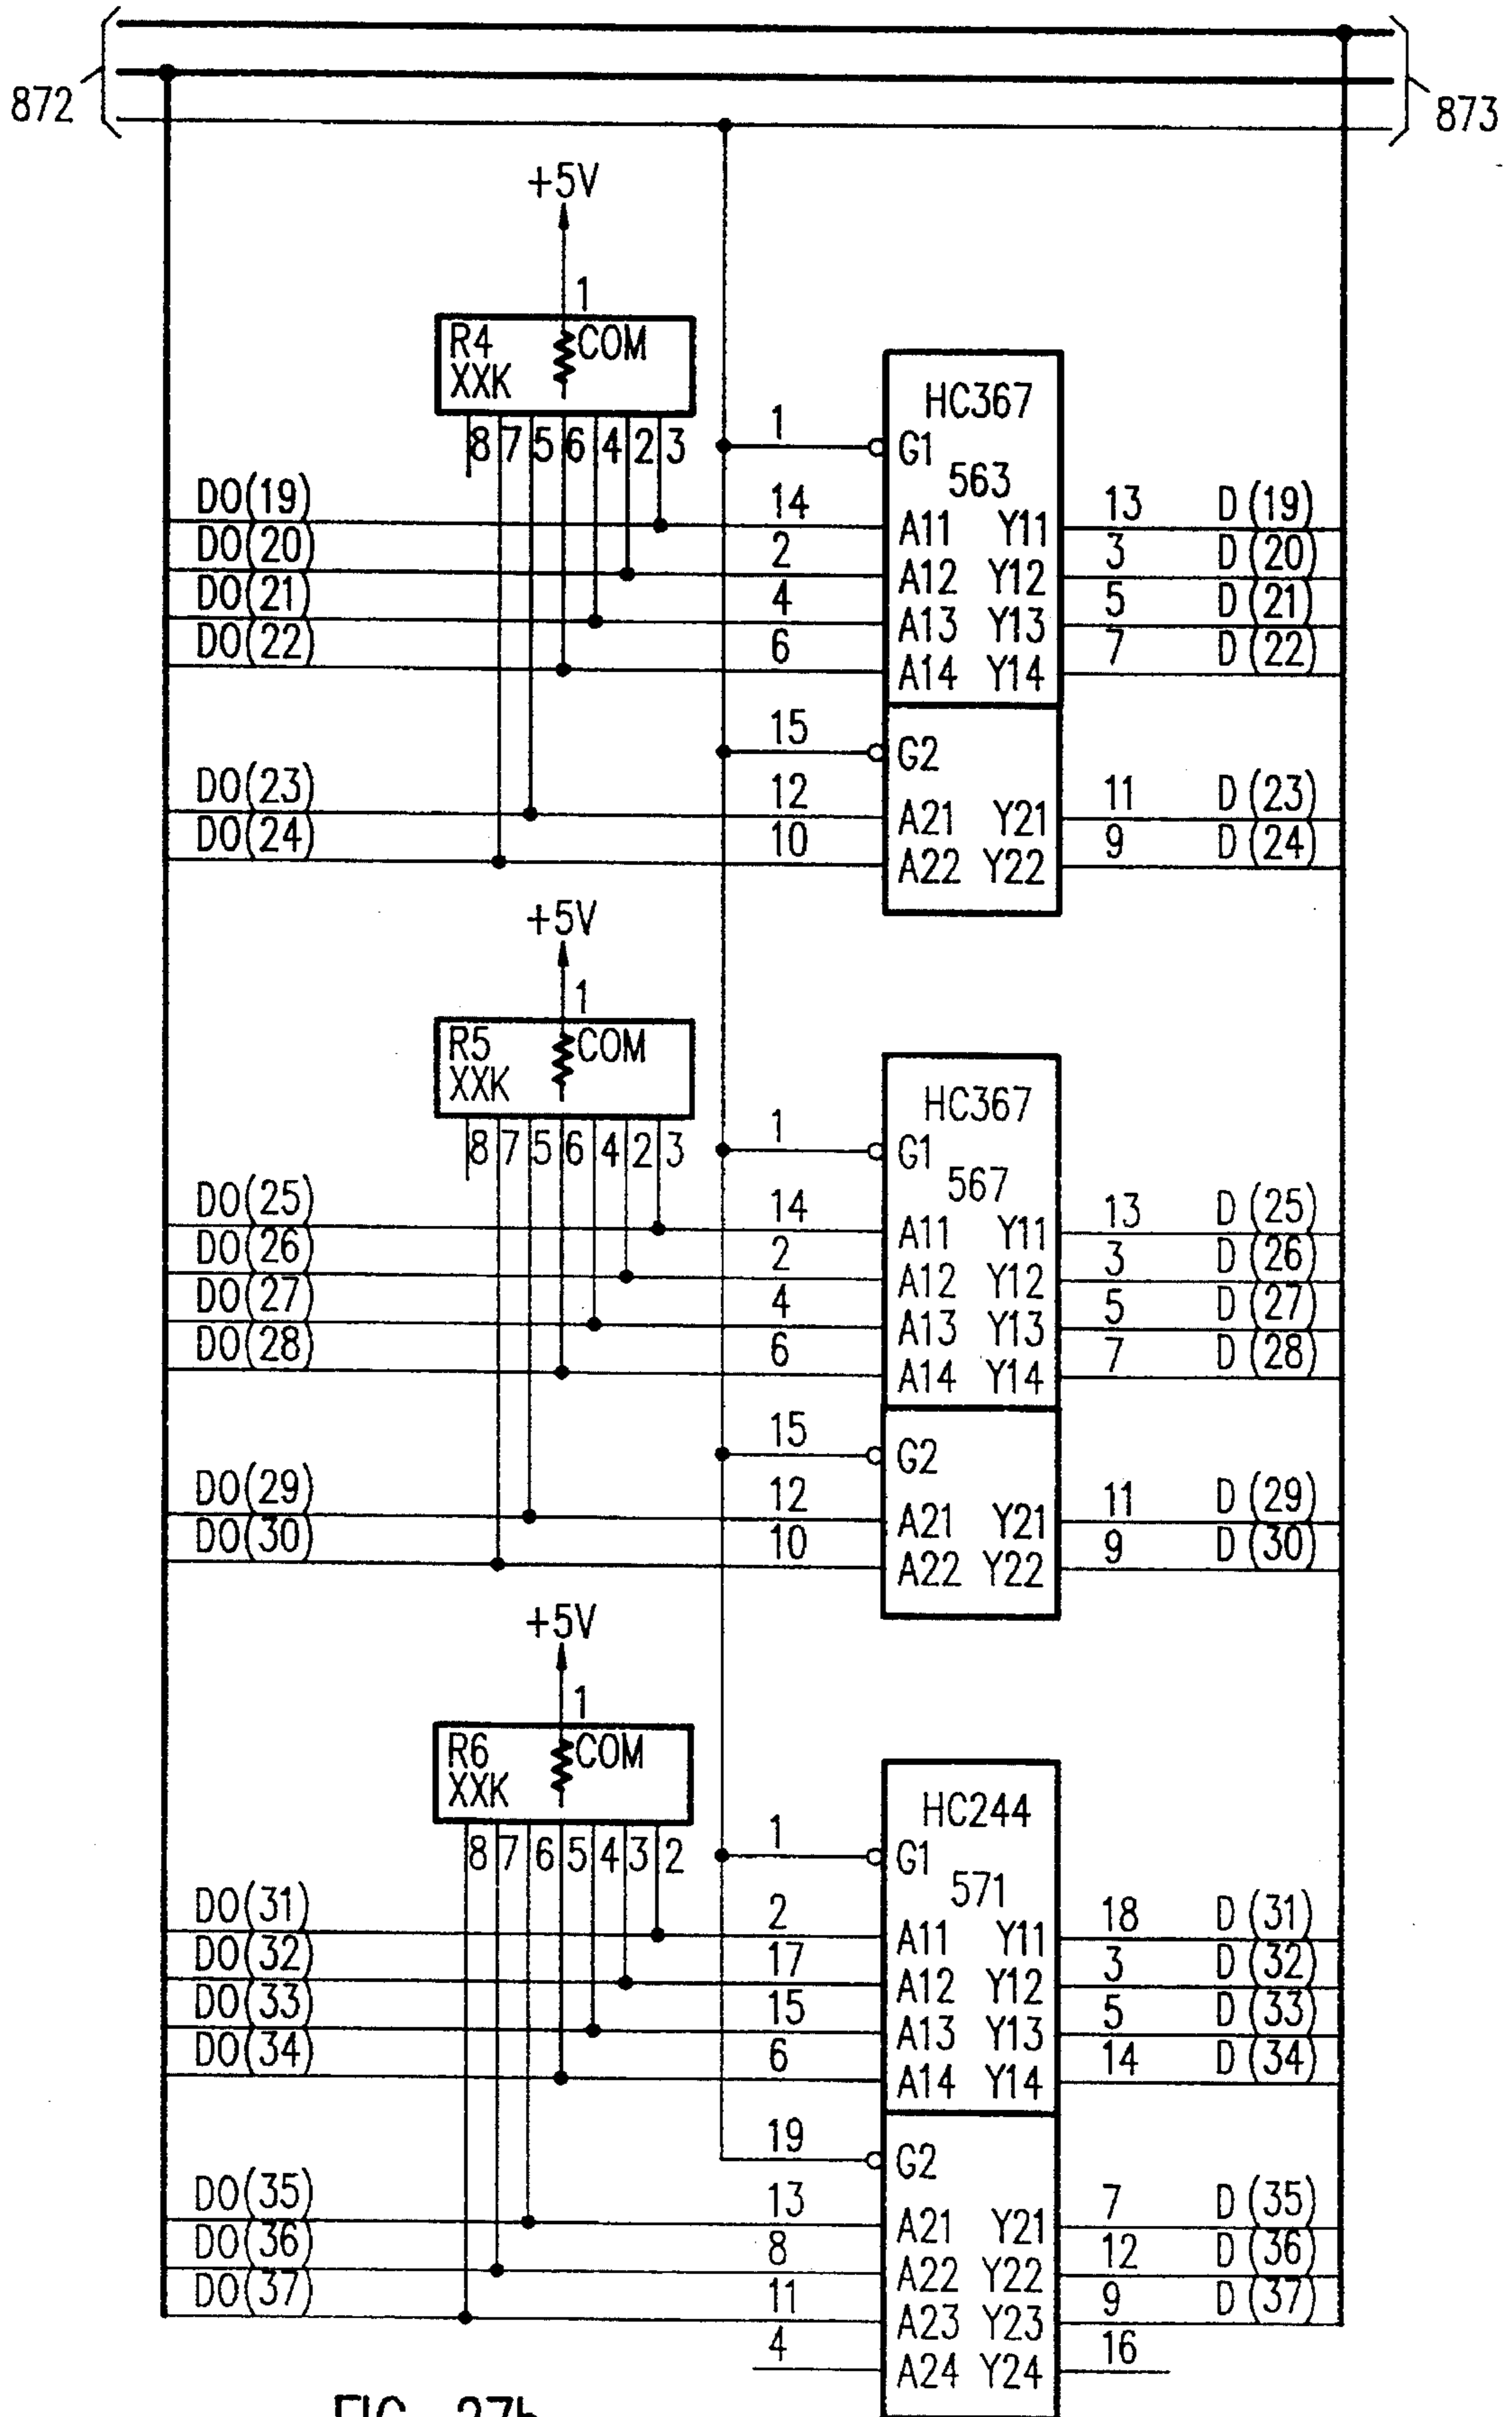 872
873
+5V
1
R4 COM
XXK
8 7 5 6 4 2 3
HC367
1 G1
563
DO(19) 14 A11 Y11 13 D (19)
DO(20) 2 A12 Y12 3 D (20)
DO(21) 4 A13 Y13 5 D (21)
DO(22) 6 A14 Y14 7 D (22)
15 G2
DO(23) 12 A21 Y21 11 D (23)
DO(24) 10 A22 Y22 9 D (24)
+5V
1
R5 COM
XXK
8 7 5 6 4 2 3
HC367
1 G1
567
DO(25) 14 A11 Y11 13 D (25)
DO(26) 2 A12 Y12 3 D (26)
DO(27) 4 A13 Y13 5 D (27)
DO(28) 6 A14 Y14 7 D (28)
15 G2
DO(29) 12 A21 Y21 11 D (29)
DO(30) 10 A22 Y22 9 D (30)
+5V
1
R6 COM
XXK
8 7 6 5 4 3 2
HC244
1 G1
571
DO(31) 2 A11 Y11 18 D (31)
DO(32) 17 A12 Y12 3 D (32)
DO(33) 15 A13 Y13 5 D (33)
DO(34) 6 A14 Y14 14 D (34)
19 G2
DO(35) 13 A21 Y21 7 D (35)
DO(36) 8 A22 Y22 12 D (36)
DO(37) 11 A23 Y23 9 D (37)
4 A24 Y24 16
FIG. 27b